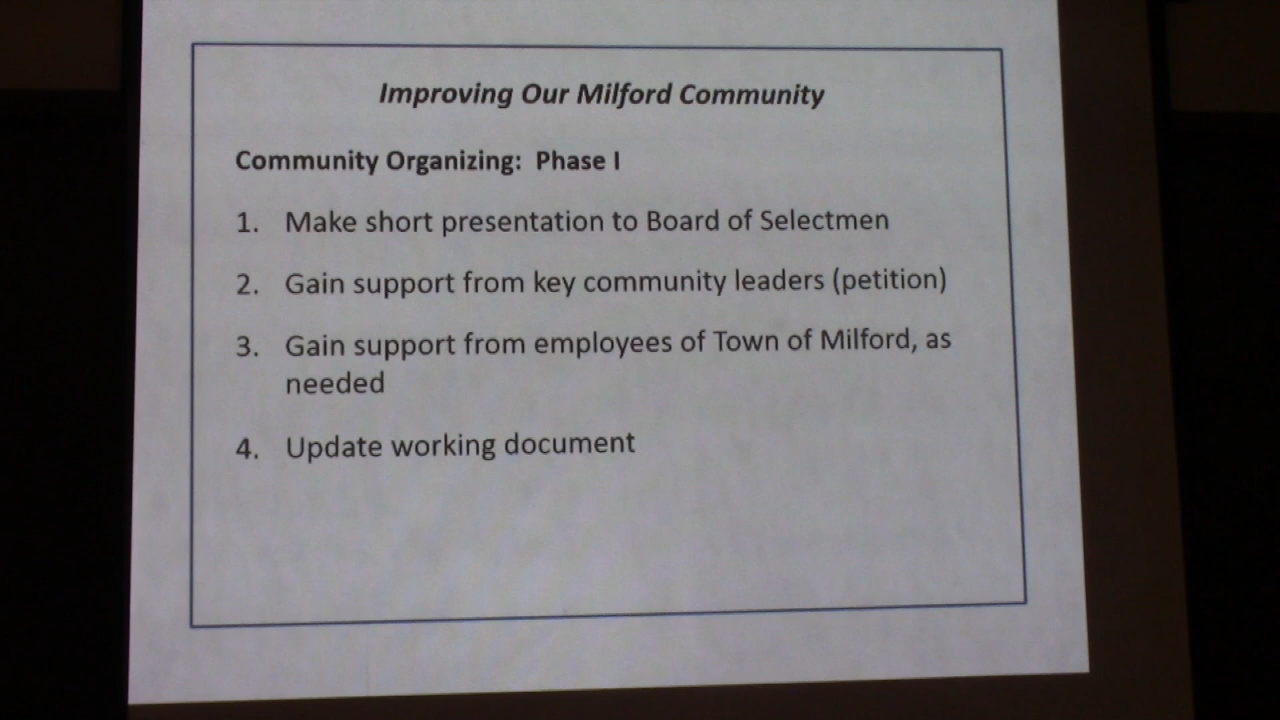 Improving Our Milford Community
Community Organizing: Phase I
1. Make short presentation to Board of Selectmen
2. Gain support from key community leaders (petition)
3. Gain support from employees of Town of Milford, as
needed
4. Update working document